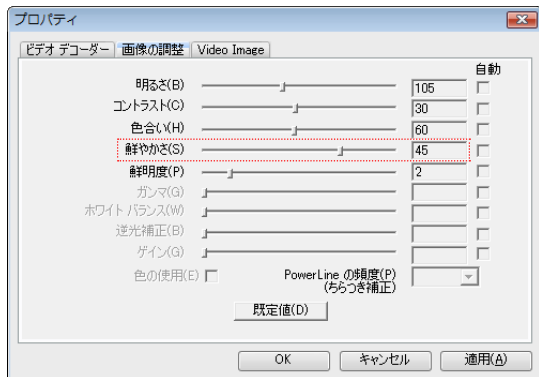 プロパティ
ビデオ デコーダー 画像の調整 Video Image
自動
明るさ(B) 105
コントラスト(C) 30
色合い(H) 60
鮮やかさ(S) 45
鮮明度(P) 2
ガンマ(G)
ホワイト バランス(W)
逆光補正(B)
ゲイン(G)
色の使用(E) PowerLine の頻度(P)
(ちらつき補正)
既定値(D)
OK キャンセル 適用(A)